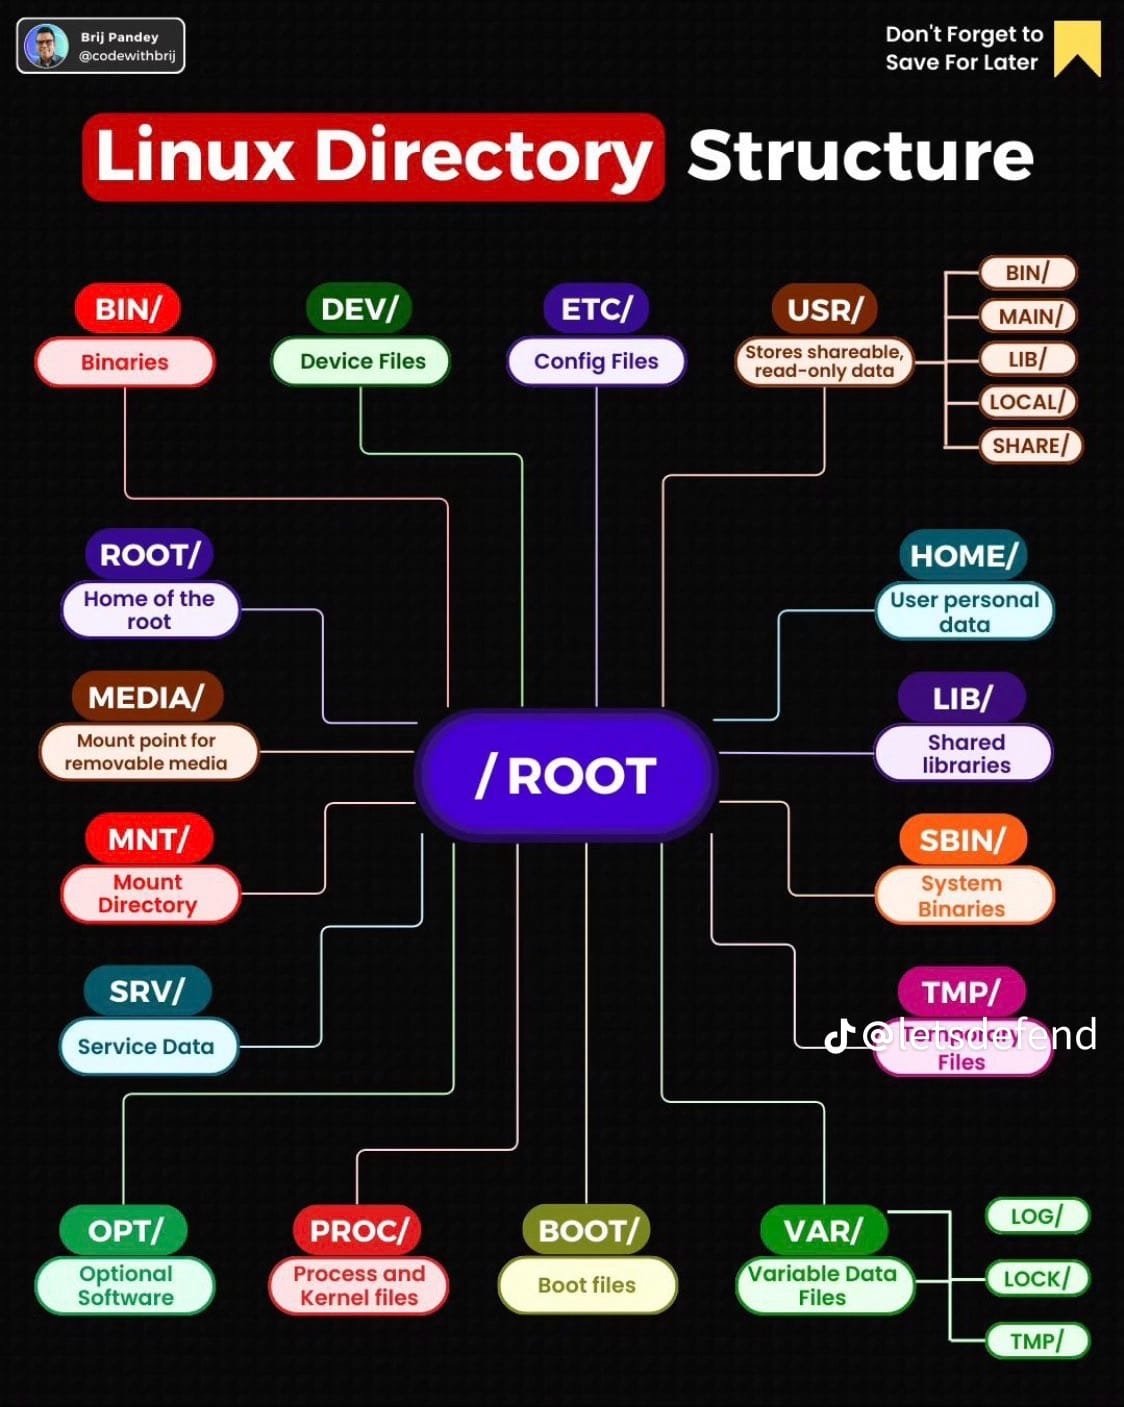 Brij Pandey
@codewithbrij
Don't Forget to
Save For Later
Linux Directory Structure
BIN/
Binaries
DEV/
Device Files
ETC/
Config Files
USR/
Stores shareable,
read-only data
BIN/
MAIN/
LIB/
LOCAL/
SHARE/
ROOT/
Home of the
root
HOME/
User personal
data
MEDIA/
Mount point for
removable media
LIB/
Shared
libraries
/ROOT
MNT/
Mount
Directory
SBIN/
System
Binaries
SRV/
Service Data
TMP/
Temporary
Files
@letsdefend
OPT/
Optional
Software
PROC/
Process and
Kernel files
BOOT/
Boot files
VAR/
Variable Data
Files
LOG/
LOCK/
TMP/